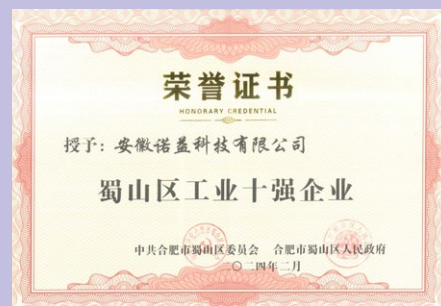 荣誉证书
HONORARY CREDENTIAL
授予：安徽诺益科技有限公司
蜀山区工业十强企业
中共合肥市蜀山区委员会 合肥市蜀山区人民政府
二〇二四年二月